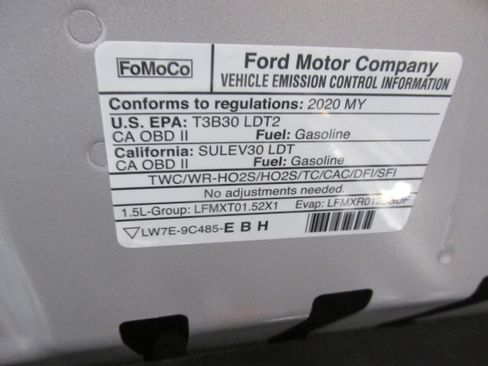 FoMoCo
Ford Motor Company
VEHICLE EMISSION CONTROL INFORMATION
Conforms to regulations: 2020 MY
U.S. EPA: T3B30 LDT2
CA OBD II Fuel: Gasoline
California: SULEV30 LDT
CA OBD II Fuel: Gasoline
TWC/WR-HO2S/HO2S/TC/CAC/DFI/SFI
No adjustments needed.
1.5L-Group: LFMXT01.52X1 Evap:
LW7E-9C485-E B H